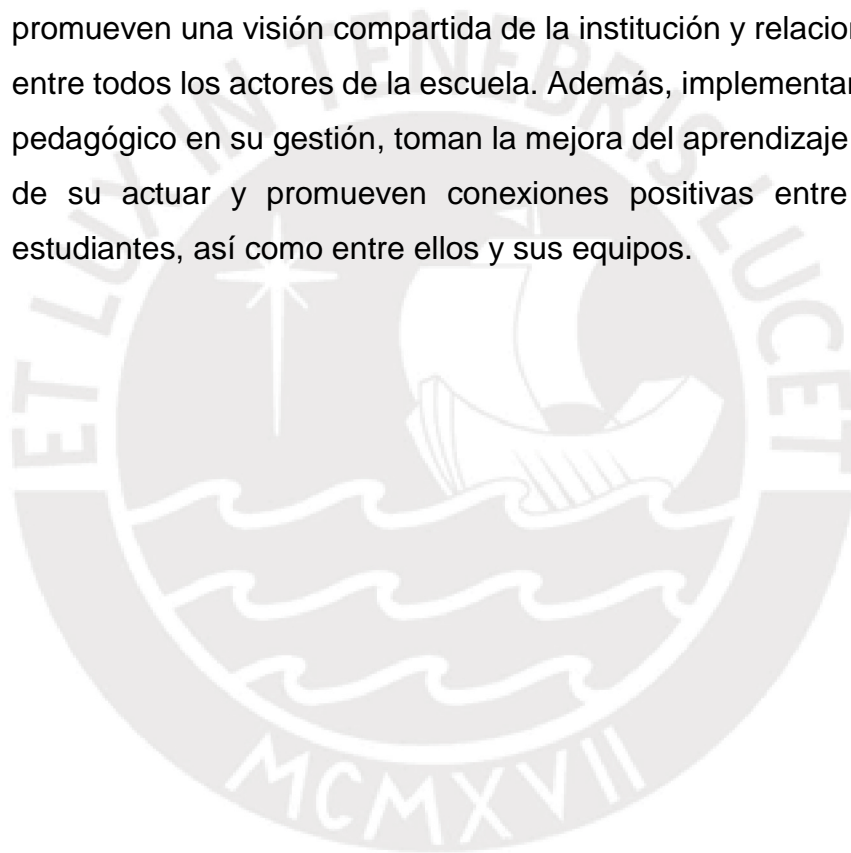 promueven una visión compartida de la institución y
entre todos los actores de la escuela. Además,
pedagógico en su gestión, toman la mejora del aprendizaje
de su actuar y promueven conexiones positivas entre
estudiantes, así como entre ellos y sus equipos.
ET LUX IN TENEBRIS LUCET
MCMXVII